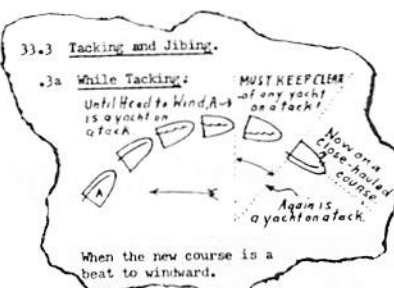 33.3 Tacking and Jibing.
.3a While Tacking:
Until Head to Wind, A→
is a yacht on
a tack
MUST KEEP CLEAR
of any yacht
on a tack!
Now on a
close-hauled
course
A
Again is
a yacht on a tack.
When the new course is a
beat to windward.